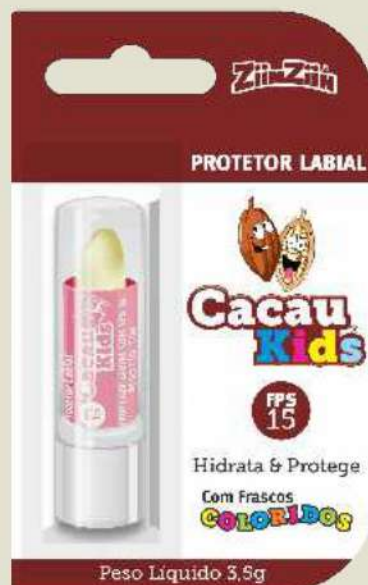 ZiinZiin
PROTETOR LABIAL
Cacau
Kids
FPS
15
Hidrata & Protege
Com Frascos
COLORIDOS
Peso Líquido 3,5g